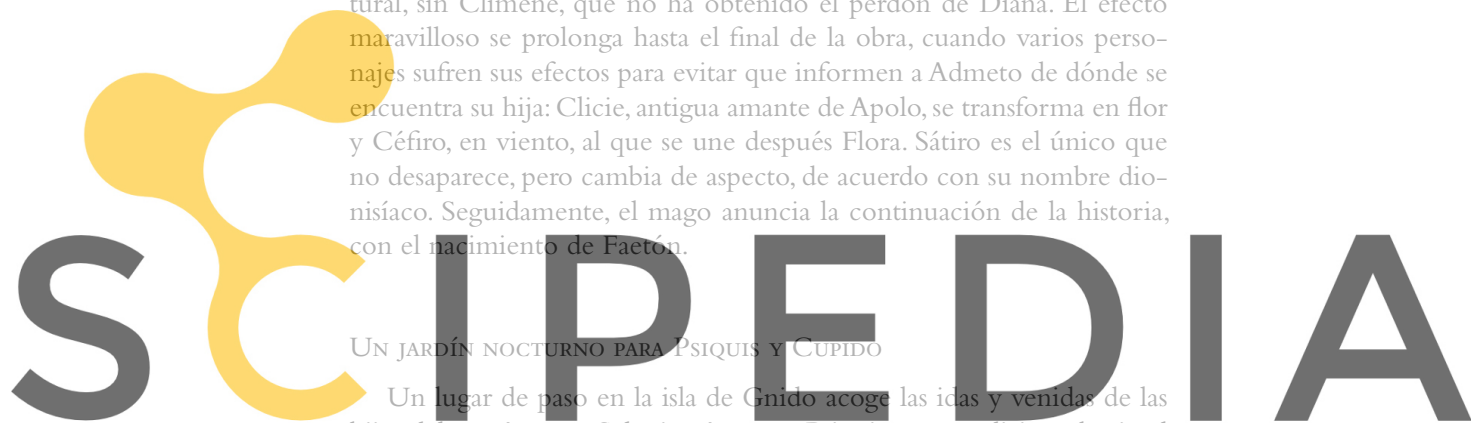 tural, sin Climene, que no ha obtenido el perdón de Diana. El efecto
maravilloso se prolonga hasta el final de la obra, cuando varios perso-
najes sufren sus efectos para evitar que informen a Admeto de dónde se
encuentra su hija: Clicie, antigua amante de Apolo, se transforma en flor
y Céfiro, en viento, al que se une después Flora. Sátiro es el único que
no desaparece, pero cambia de aspecto, de acuerdo con su nombre dio-
nisíaco. Seguidamente, el mago anuncia la continuación de la historia,
con el nacimiento de Faetón.
SCIPEDIA
Un jardín nocturno para Psiquis y Cupido
Un lugar de paso en la isla de Gnido acoge las idas y venidas de las